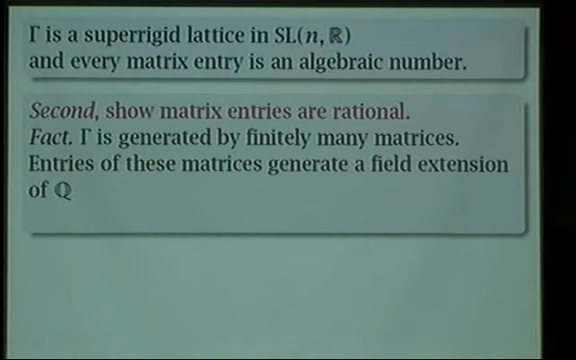 Γ is a superrigid lattice in SL(n, ℝ)
and every matrix entry is an algebraic number.
Second, show matrix entries are rational.
Fact. Γ is generated by finitely many matrices.
Entries of these matrices generate a field extension
of ℚ